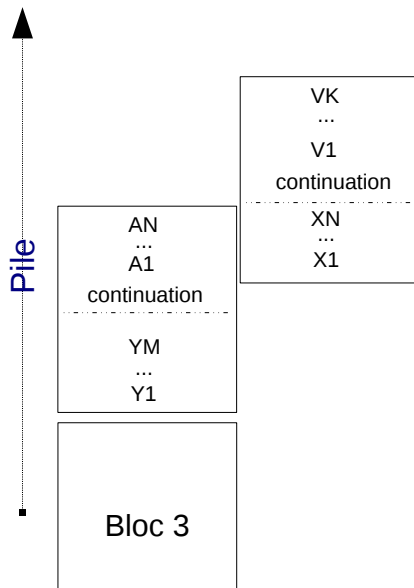 Pile
VK
...
V1
continuation
XN
...
X1
AN
...
A1
continuation
YM
...
Y1
Bloc 3